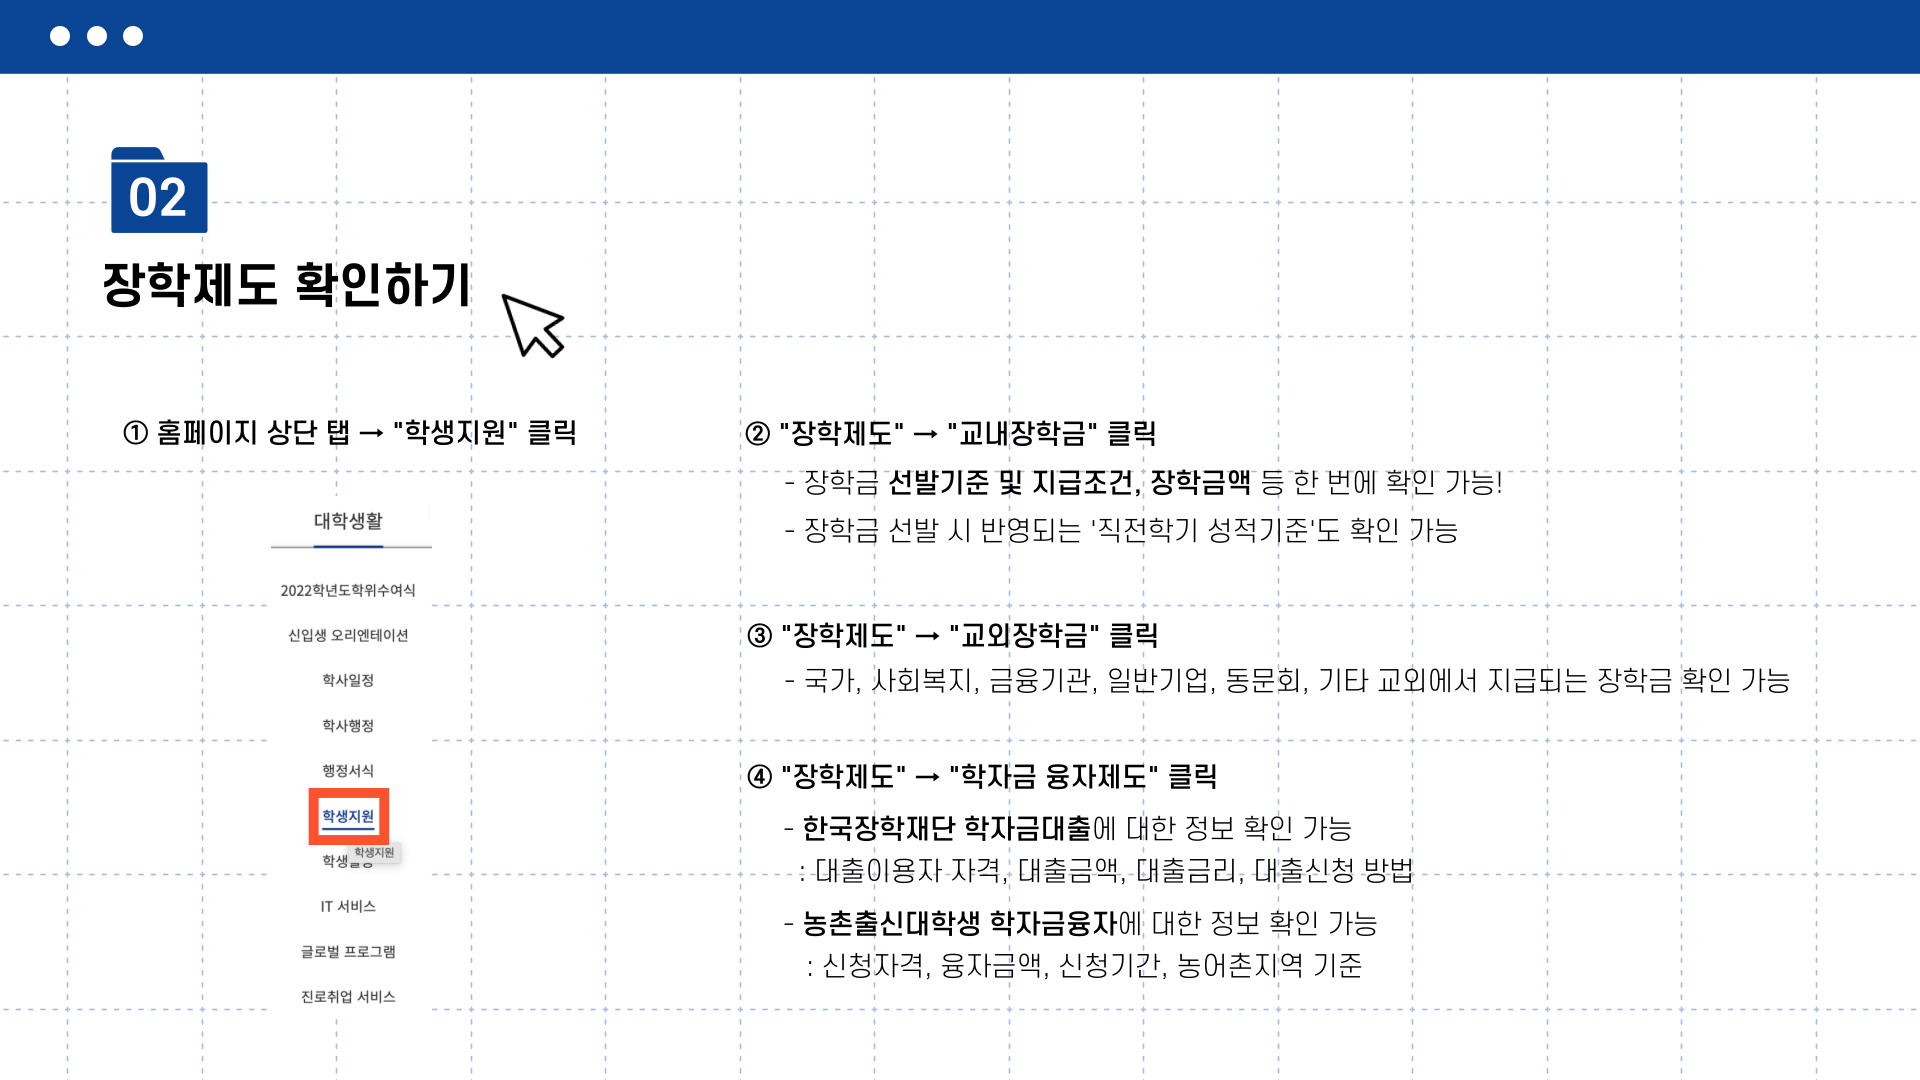 02
장학제도 확인하기
① 홈페이지 상단 탭 → "학생지원" 클릭
대학생활
2022학년도학위수여식
신입생 오리엔테이션
학사일정
학사행정
행정서식
학생지원
학생지원
학생활동
IT 서비스
글로벌 프로그램
진로취업 서비스
② "장학제도" → "교내장학금" 클릭
- 장학금 선발기준 및 지급조건, 장학금액 등 한 번에 확인 가능!
- 장학금 선발 시 반영되는 '직전학기 성적기준'도 확인 가능
③ "장학제도" → "교외장학금" 클릭
- 국가, 사회복지, 금융기관, 일반기업, 동문회, 기타 교외에서 지급되는 장학금 확인 가능
④ "장학제도" → "학자금 융자제도" 클릭
- 한국장학재단 학자금대출에 대한 정보 확인 가능
: 대출이용자 자격, 대출금액, 대출금리, 대출신청 방법
- 농촌출신대학생 학자금융자에 대한 정보 확인 가능
: 신청자격, 융자금액, 신청기간, 농어촌지역 기준